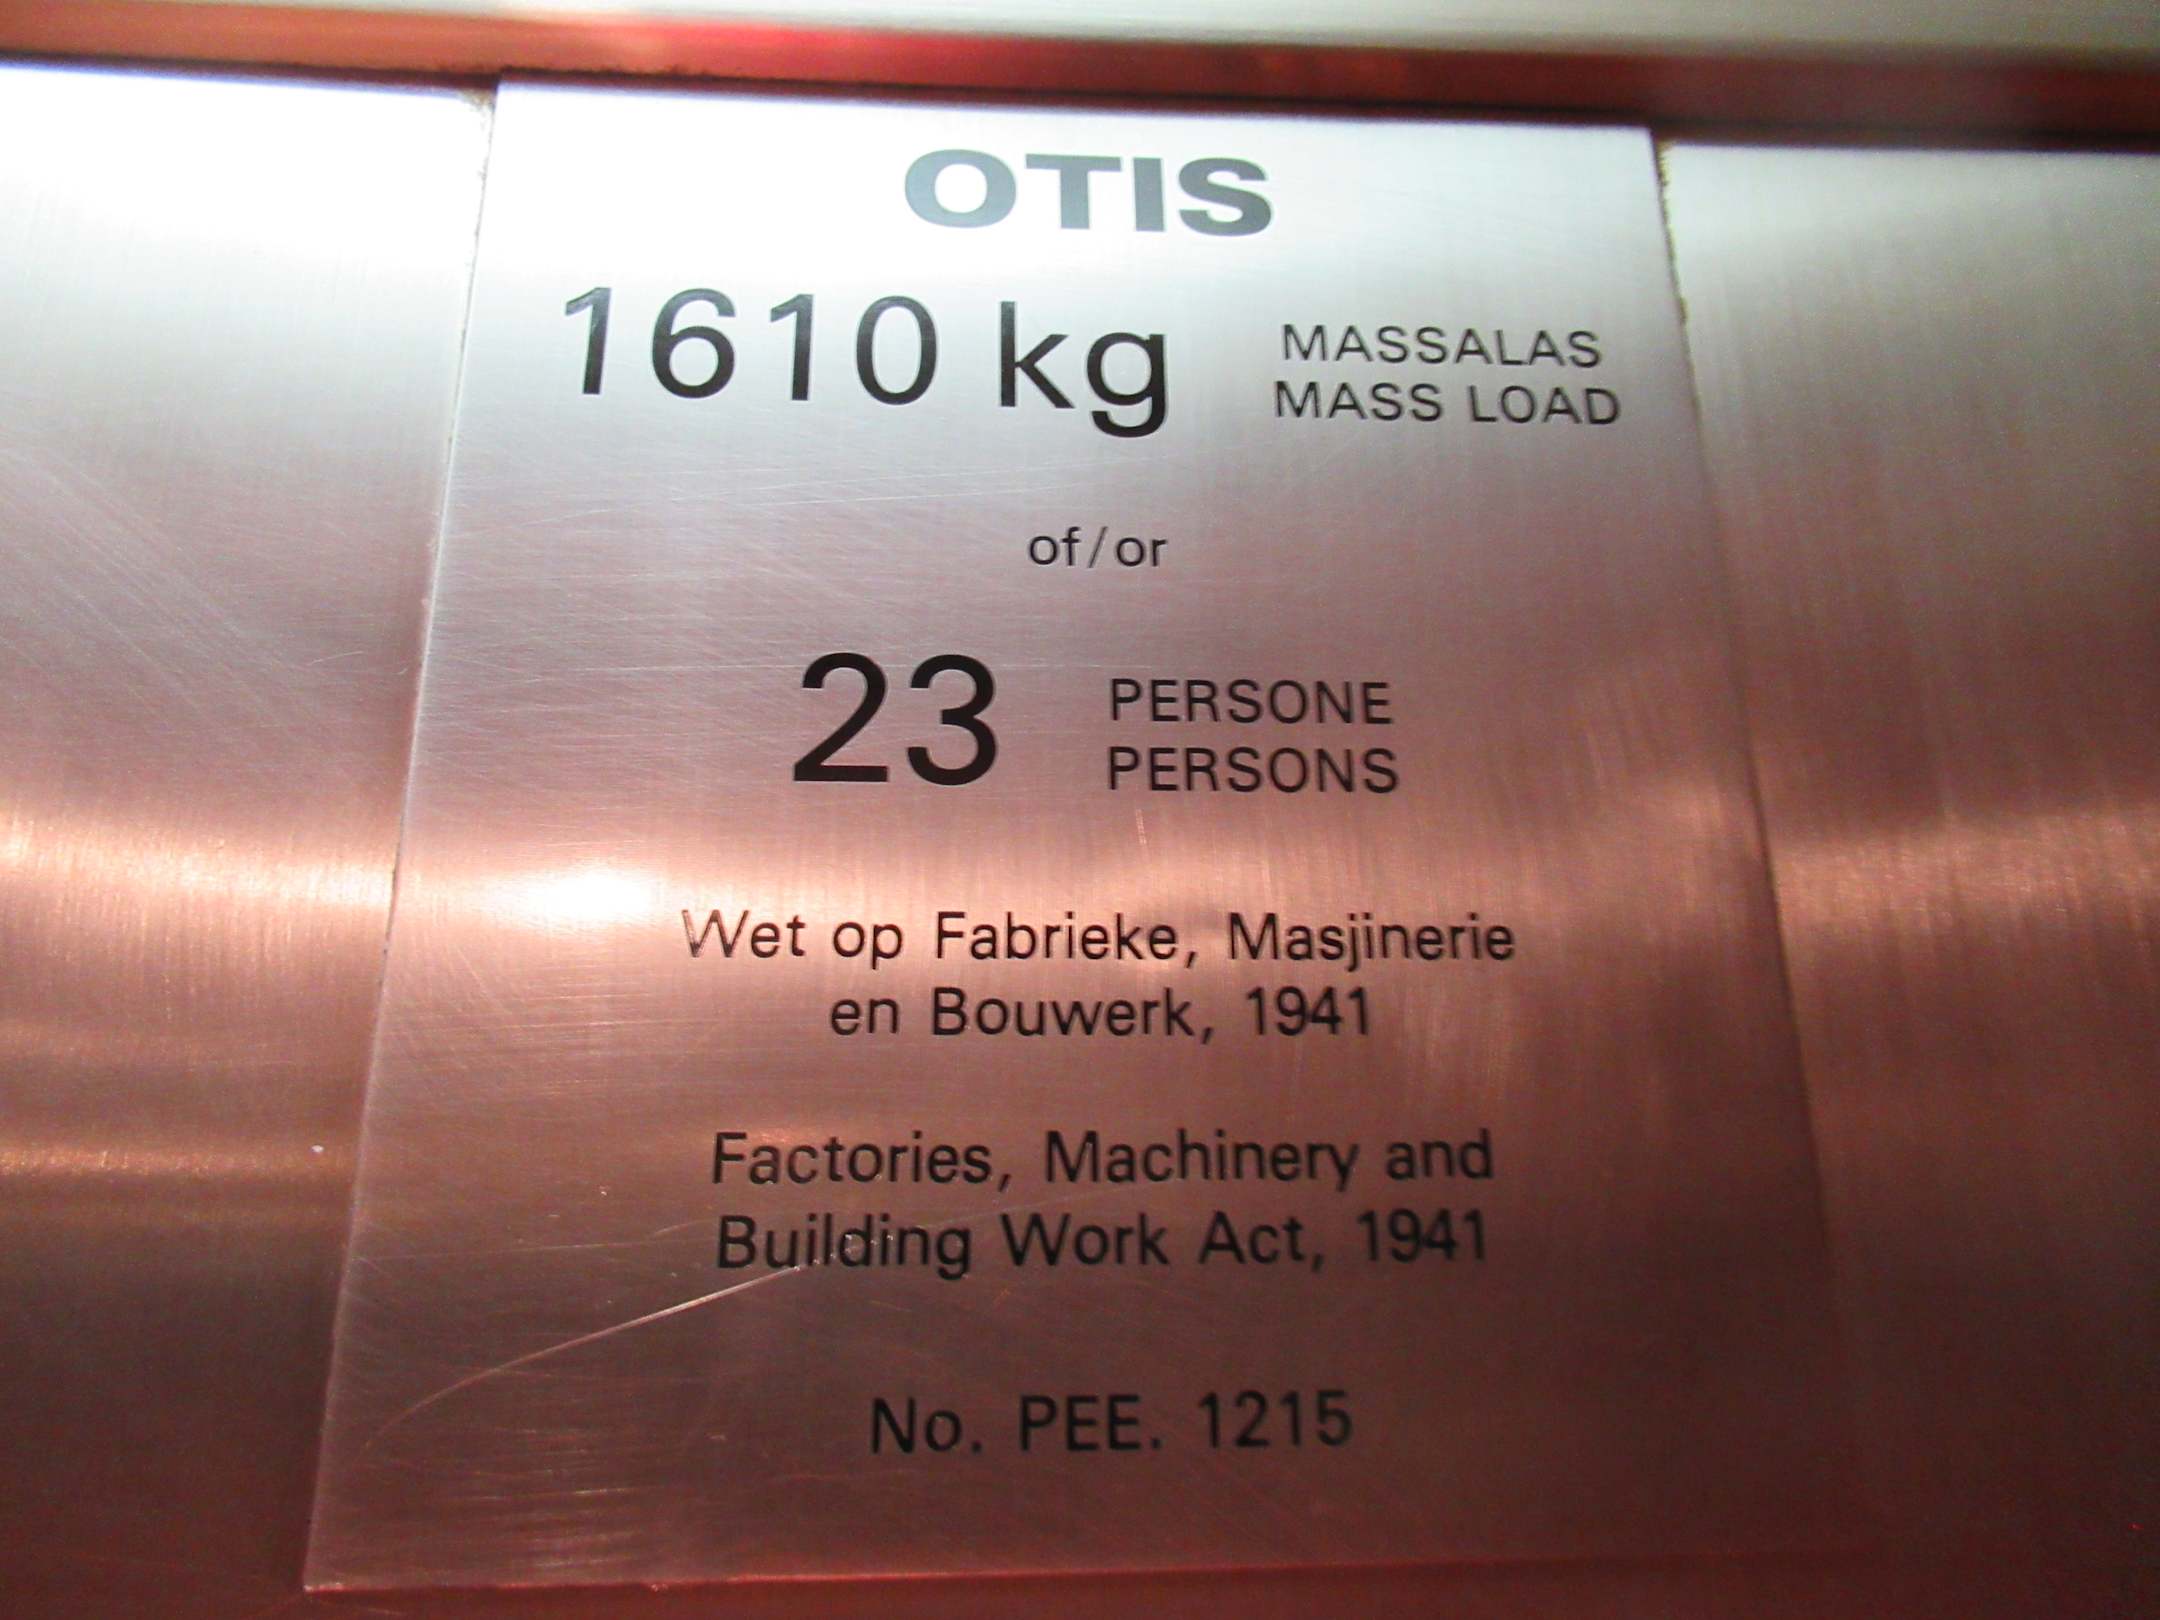 OTIS
1610 kg MASSALAS
MASS LOAD
of/or
23 PERSONE
PERSONS
Wet op Fabrieke, Masjinerie
en Bouwerk, 1941
Factories, Machinery and
Building Work Act, 1941
No. PEE. 1215